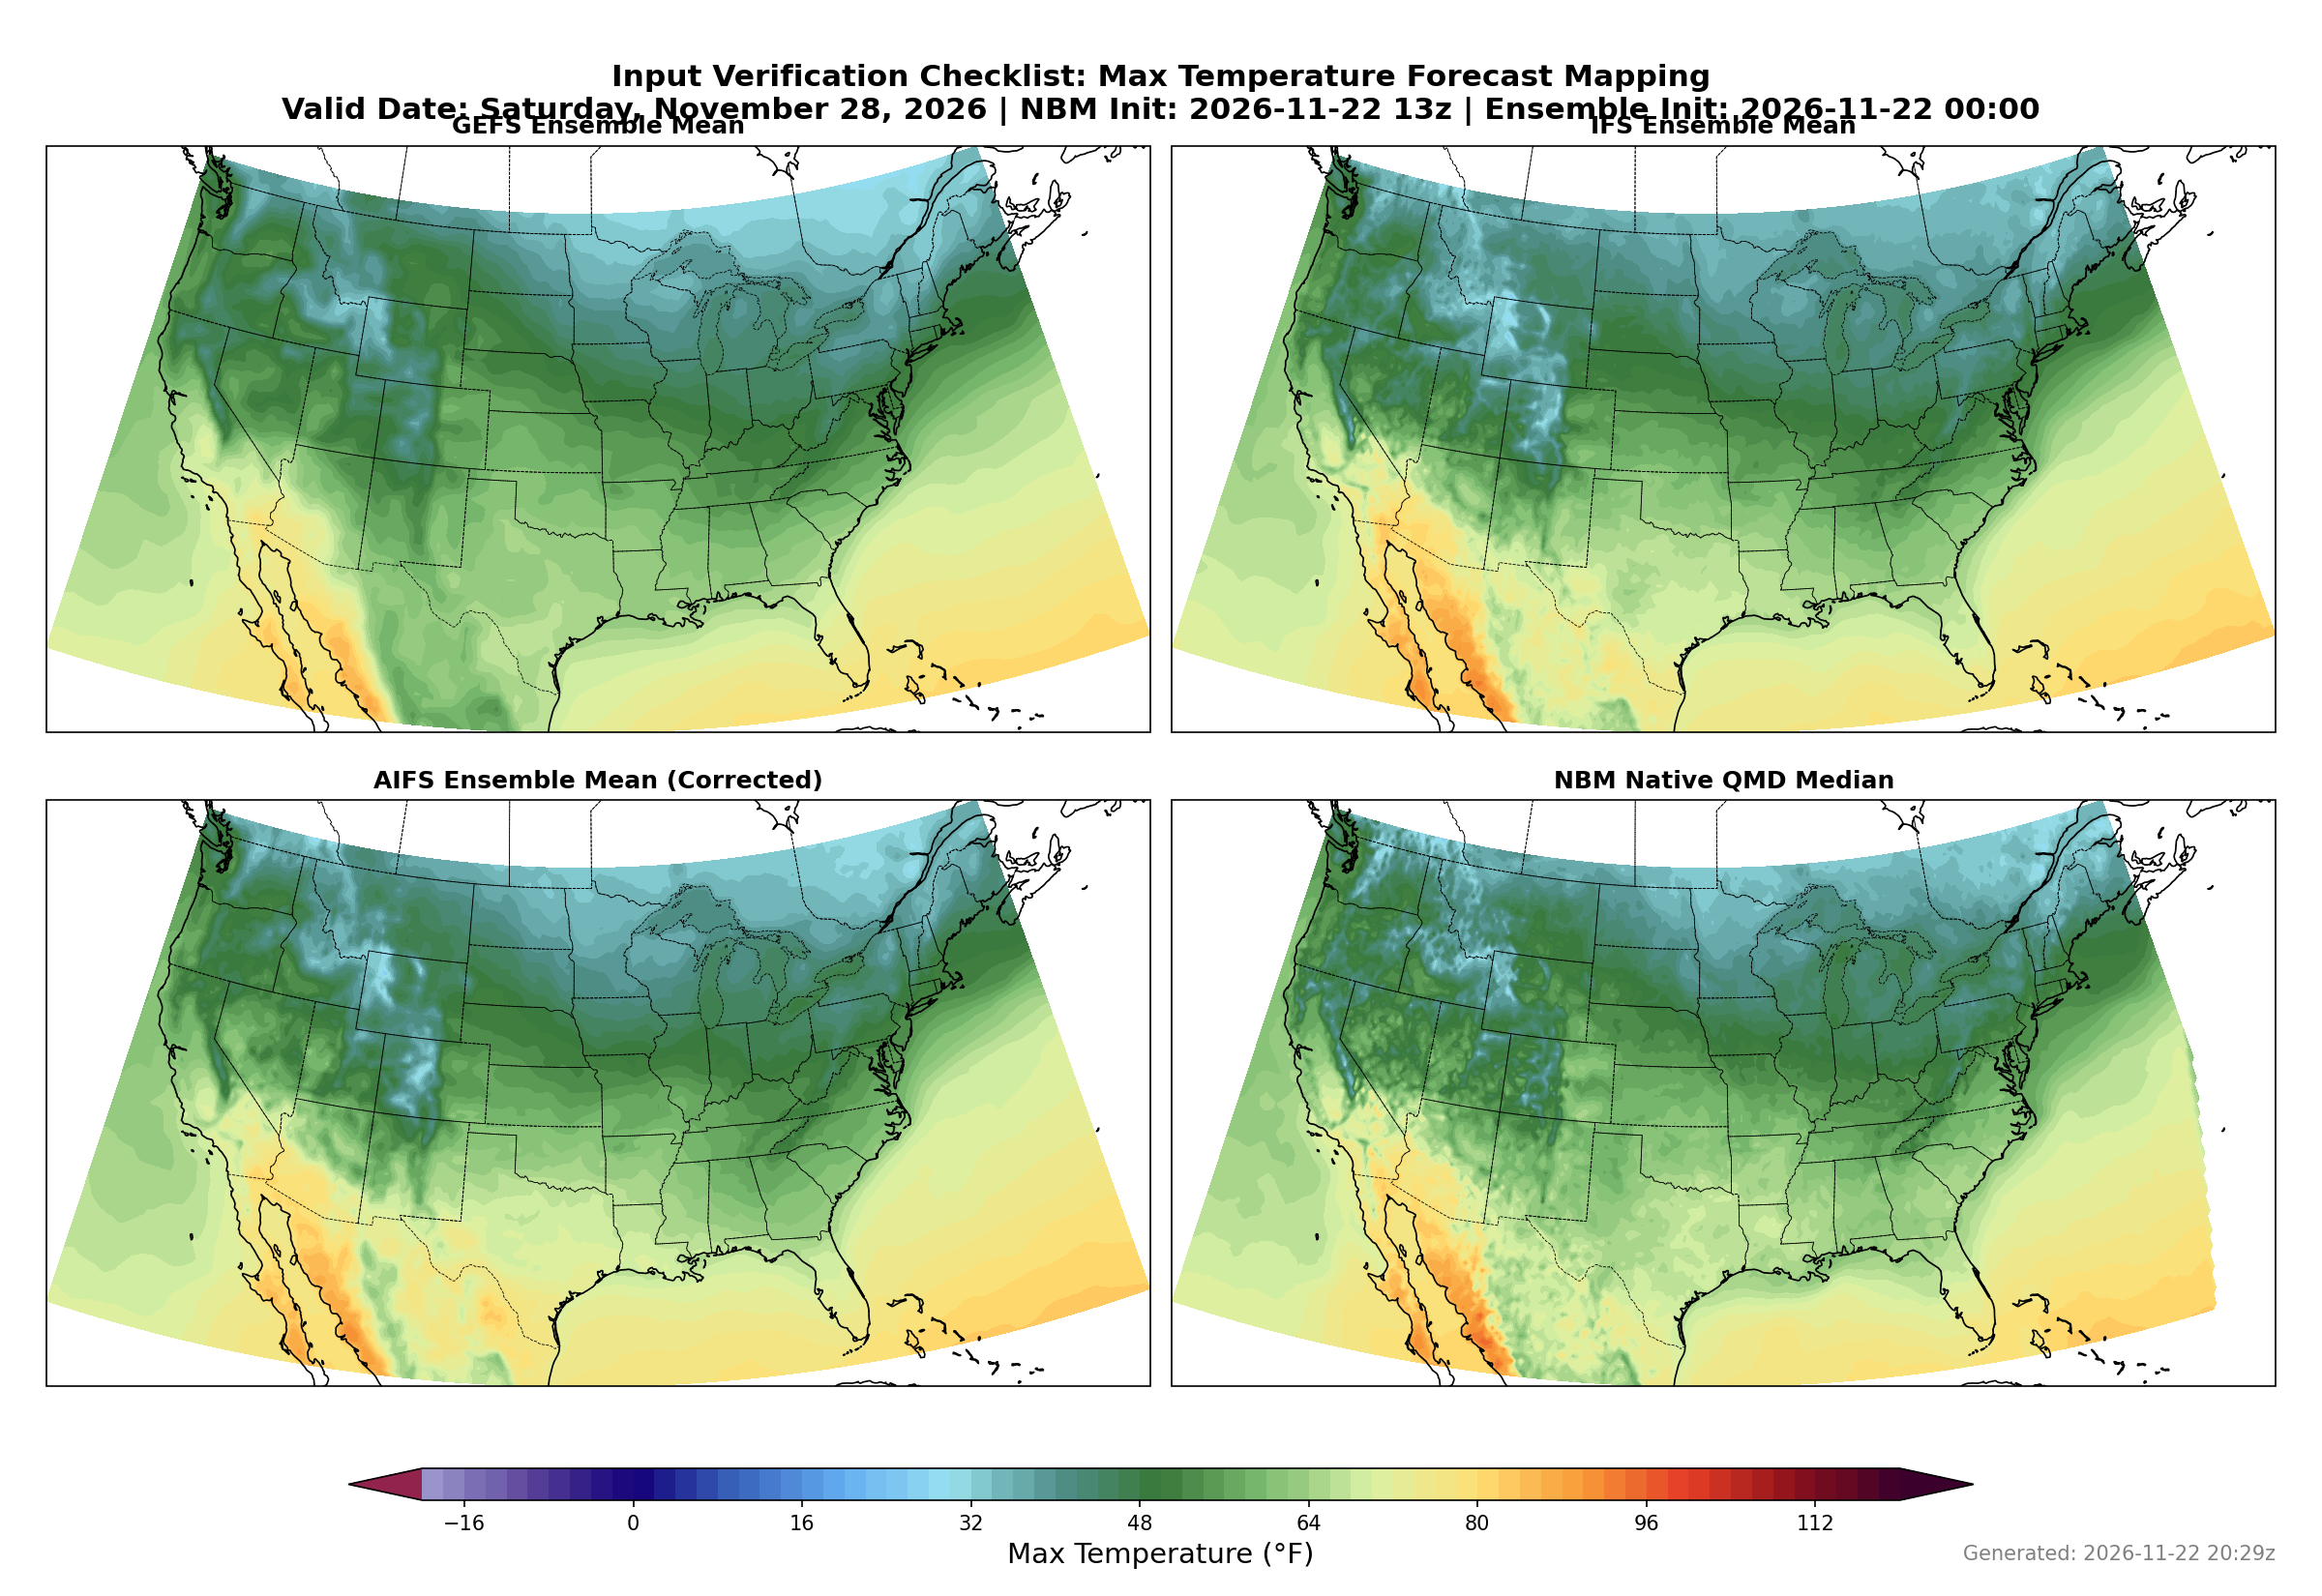 Input Verification Checklist: Max Temperature Forecast Mapping
Valid Date: Saturday, November 28, 2026 | NBM Init: 2026-11-22 13z | Ensemble Init: 2026-11-22 00:00
GEFS Ensemble Mean
IFS Ensemble Mean
AIFS Ensemble Mean (Corrected)
NBM Native QMD Median
−16 0 16 32 48 64 80 96 112
Max Temperature (°F)
Generated: 2026-11-22 20:29z